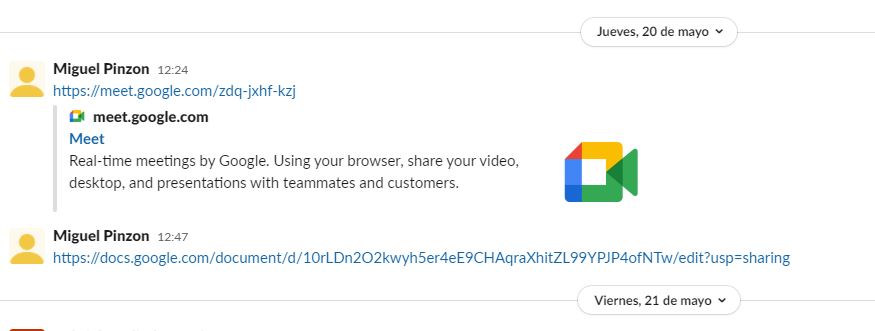 Jueves, 20 de mayo
Miguel Pinzon 12:24
https://meet.google.com/zdq-jxhf-kzj
meet.google.com
Meet
Real-time meetings by Google. Using your browser, share your video,
desktop, and presentations with teammates and customers.
Miguel Pinzon 12:47
https://docs.google.com/document/d/10rLDn2O2kwyh5er4eE9CHAqraXhitZL99YPJP4ofNTw/edit?usp=sharing
Viernes, 21 de mayo